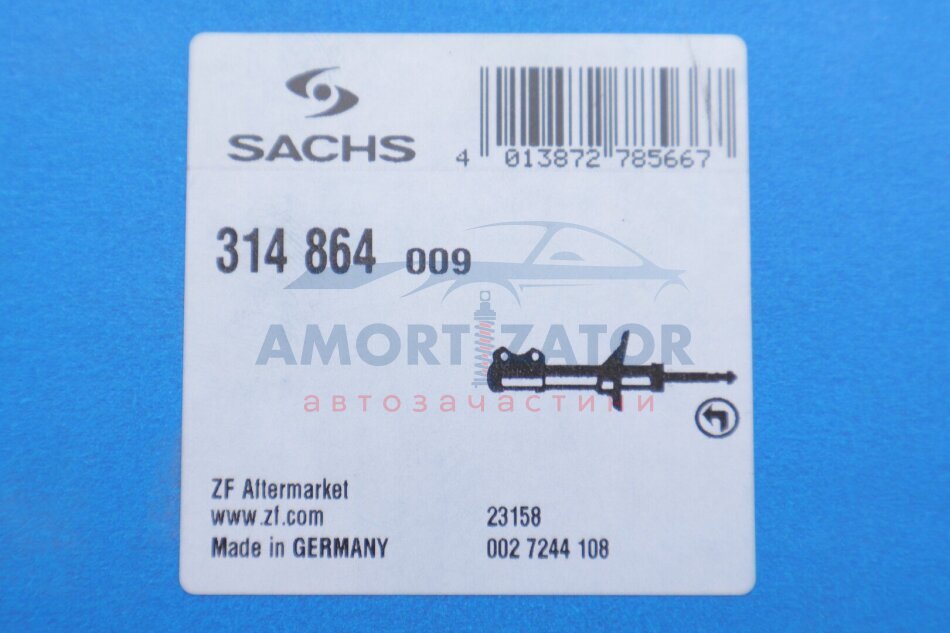 SACHS
4 013872 785667
314 864 009
AMORTIZATOR
автозачастини
ZF Aftermarket
www.zf.com 23158
Made in GERMANY 002 7244 108